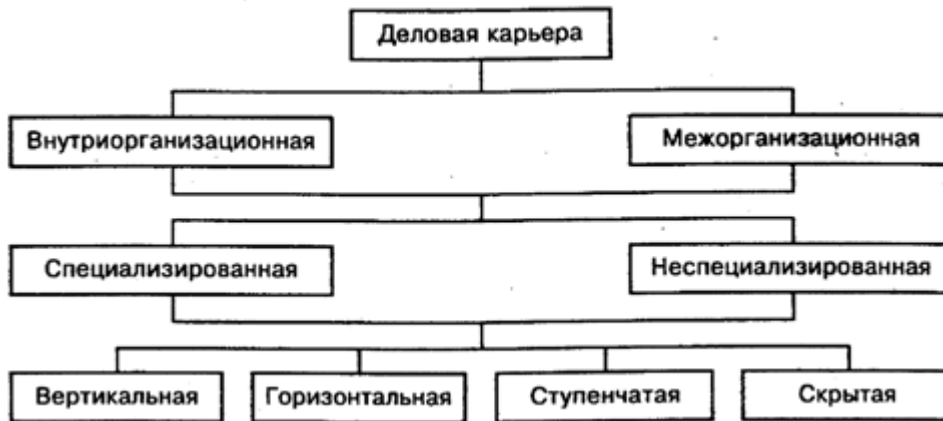 Деловая карьера
Внутриорганизационная
Межорганизационная
Специализированная
Неспециализированная
Вертикальная
Горизонтальная
Ступенчатая
Скрытая